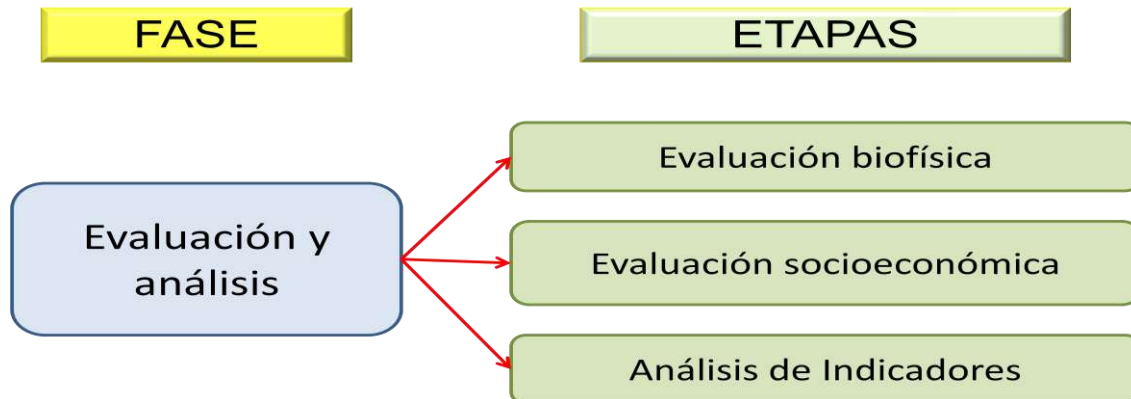 FASE
ETAPAS
Evaluación y
análisis
Evaluación biofísica
Evaluación socioeconómica
Análisis de Indicadores